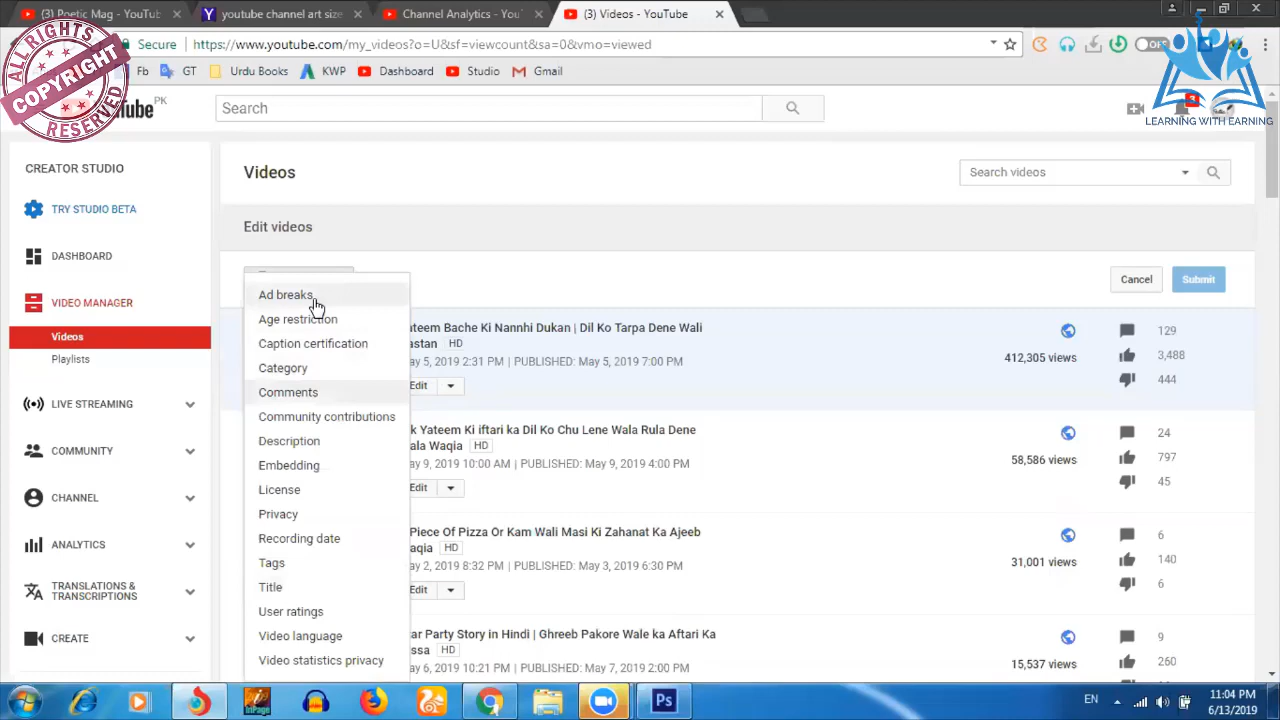 (3) Poetic Mag - YouTube
youtube channel art size
Channel Analytics - YouT
(3) Videos - YouTube
Secure
https://www.youtube.com/my_videos?o=U&sf=viewcount&sa=0&vmo=viewed
OFF
Fb
GT
Urdu Books
KWP
Dashboard
Studio
Gmail
ALL RIGHTS
COPYRIGHT
RESERVED
PK
Search
3
LEARNING WITH EARNING
CREATOR STUDIO
TRY STUDIO BETA
DASHBOARD
VIDEO MANAGER
Videos
Playlists
LIVE STREAMING
COMMUNITY
CHANNEL
ANALYTICS
TRANSLATIONS &
TRANSCRIPTIONS
CREATE
Videos
Search videos
Edit videos
Cancel
Submit
Ad breaks
Age restriction
Caption certification
Category
Comments
Community contributions
Description
Embedding
License
Privacy
Recording date
Tags
Title
User ratings
Video language
Video statistics privacy
ateem Bache Ki Nannhi Dukan | Dil Ko Tarpa Dene Wali
astan HD
ay 5, 2019 2:31 PM | PUBLISHED: May 5, 2019 7:00 PM
Edit
412,305 views
129
3,488
444
k Yateem Ki iftari ka Dil Ko Chu Lene Wala Rula Dene
ala Waqia HD
ay 9, 2019 10:00 AM | PUBLISHED: May 9, 2019 4:00 PM
Edit
58,586 views
24
797
45
Piece Of Pizza Or Kam Wali Masi Ki Zahanat Ka Ajeeb
aqia HD
ay 2, 2019 8:32 PM | PUBLISHED: May 3, 2019 6:30 PM
Edit
31,001 views
6
140
6
ar Party Story in Hindi | Ghreeb Pakore Wale ka Aftari Ka
ssa HD
ay 6, 2019 10:21 PM | PUBLISHED: May 7, 2019 2:00 PM
15,537 views
9
260
InPage
Ps
EN
11:04 PM
6/13/2019